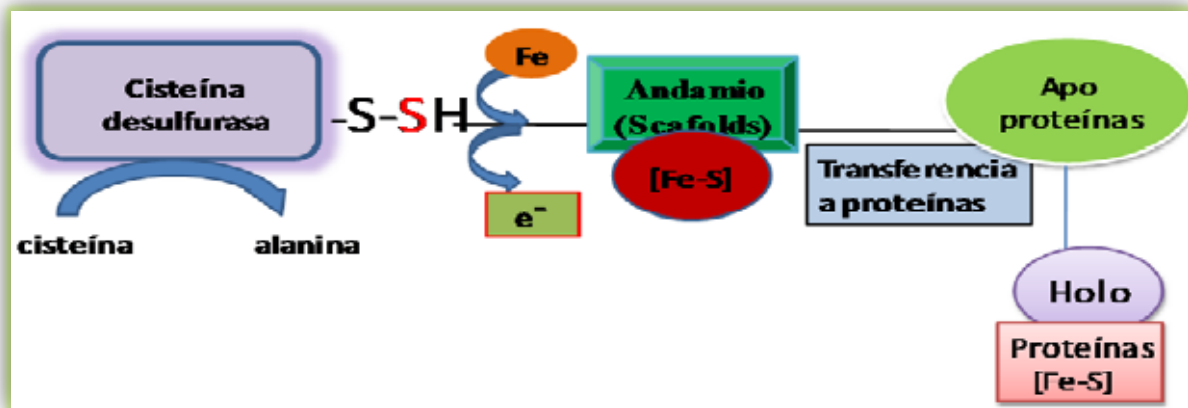 Cisteína
desulfurasa
-S-SH
cisteína
alanina
Fe
e⁻
Andamio
(Scafolds)
[Fe-S]
Transferencia
a proteínas
Apo
proteínas
Holo
Proteínas
[Fe-S]